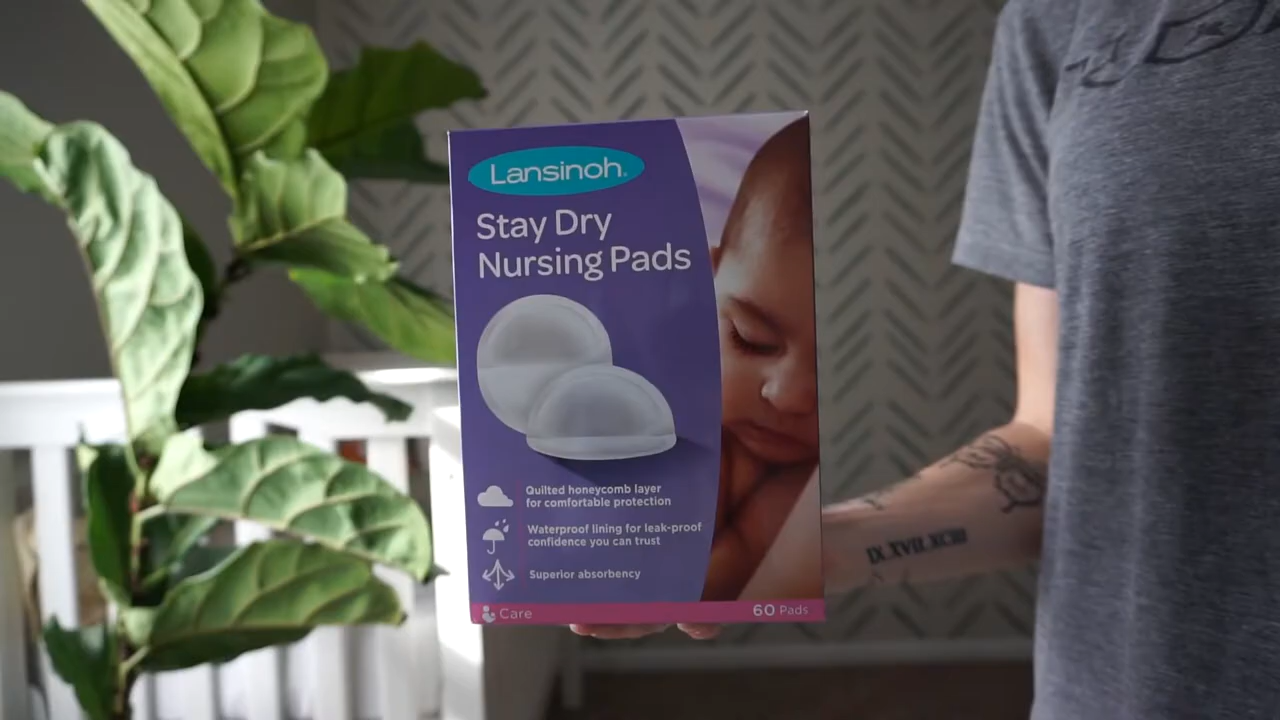 Lansinoh®
Stay Dry
Nursing Pads
Quilted honeycomb layer
for comfortable protection
Waterproof lining for leak-proof
confidence you can trust
Superior absorbency
Care
60 Pads
IX.XVII.XCIII